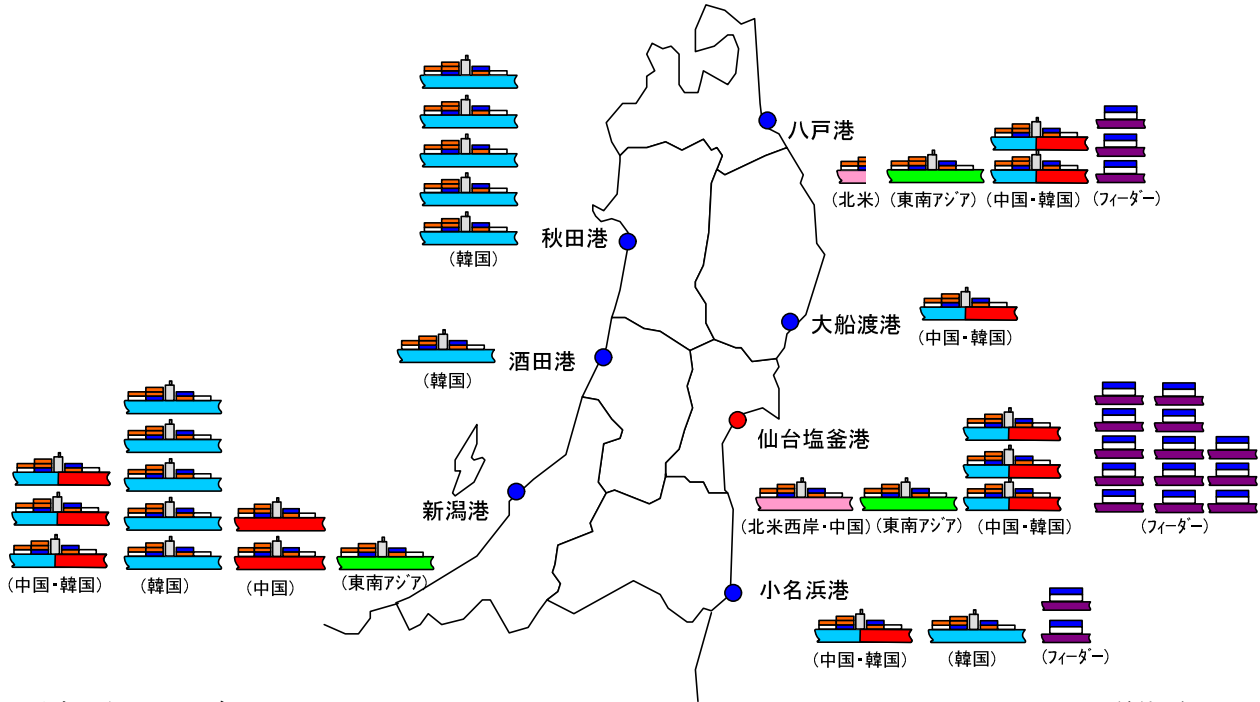 八戸港
(北米)
(東南アジア)
(中国・韓国)
(フィーダー)
秋田港
(韓国)
大船渡港
(中国・韓国)
酒田港
(韓国)
仙台塩釜港
(北米西岸・中国)
(東南アジア)
(中国・韓国)
(フィーダー)
新潟港
(中国・韓国)
(韓国)
(中国)
(東南アジア)
小名浜港
(中国・韓国)
(韓国)
(フィーダー)